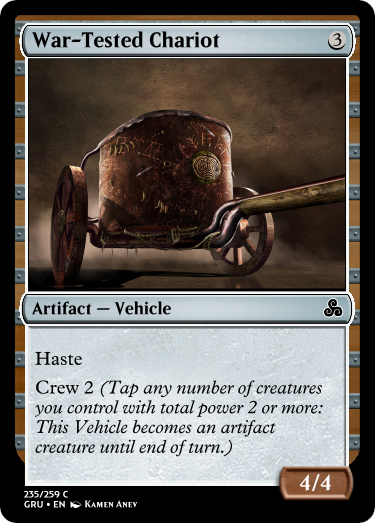 War-Tested Chariot 3
Artifact — Vehicle
Haste
Crew 2 (Tap any number of creatures
you control with total power 2 or more:
This Vehicle becomes an artifact
creature until end of turn.)
4/4
235/259 C
GRU • EN Kamen Anev